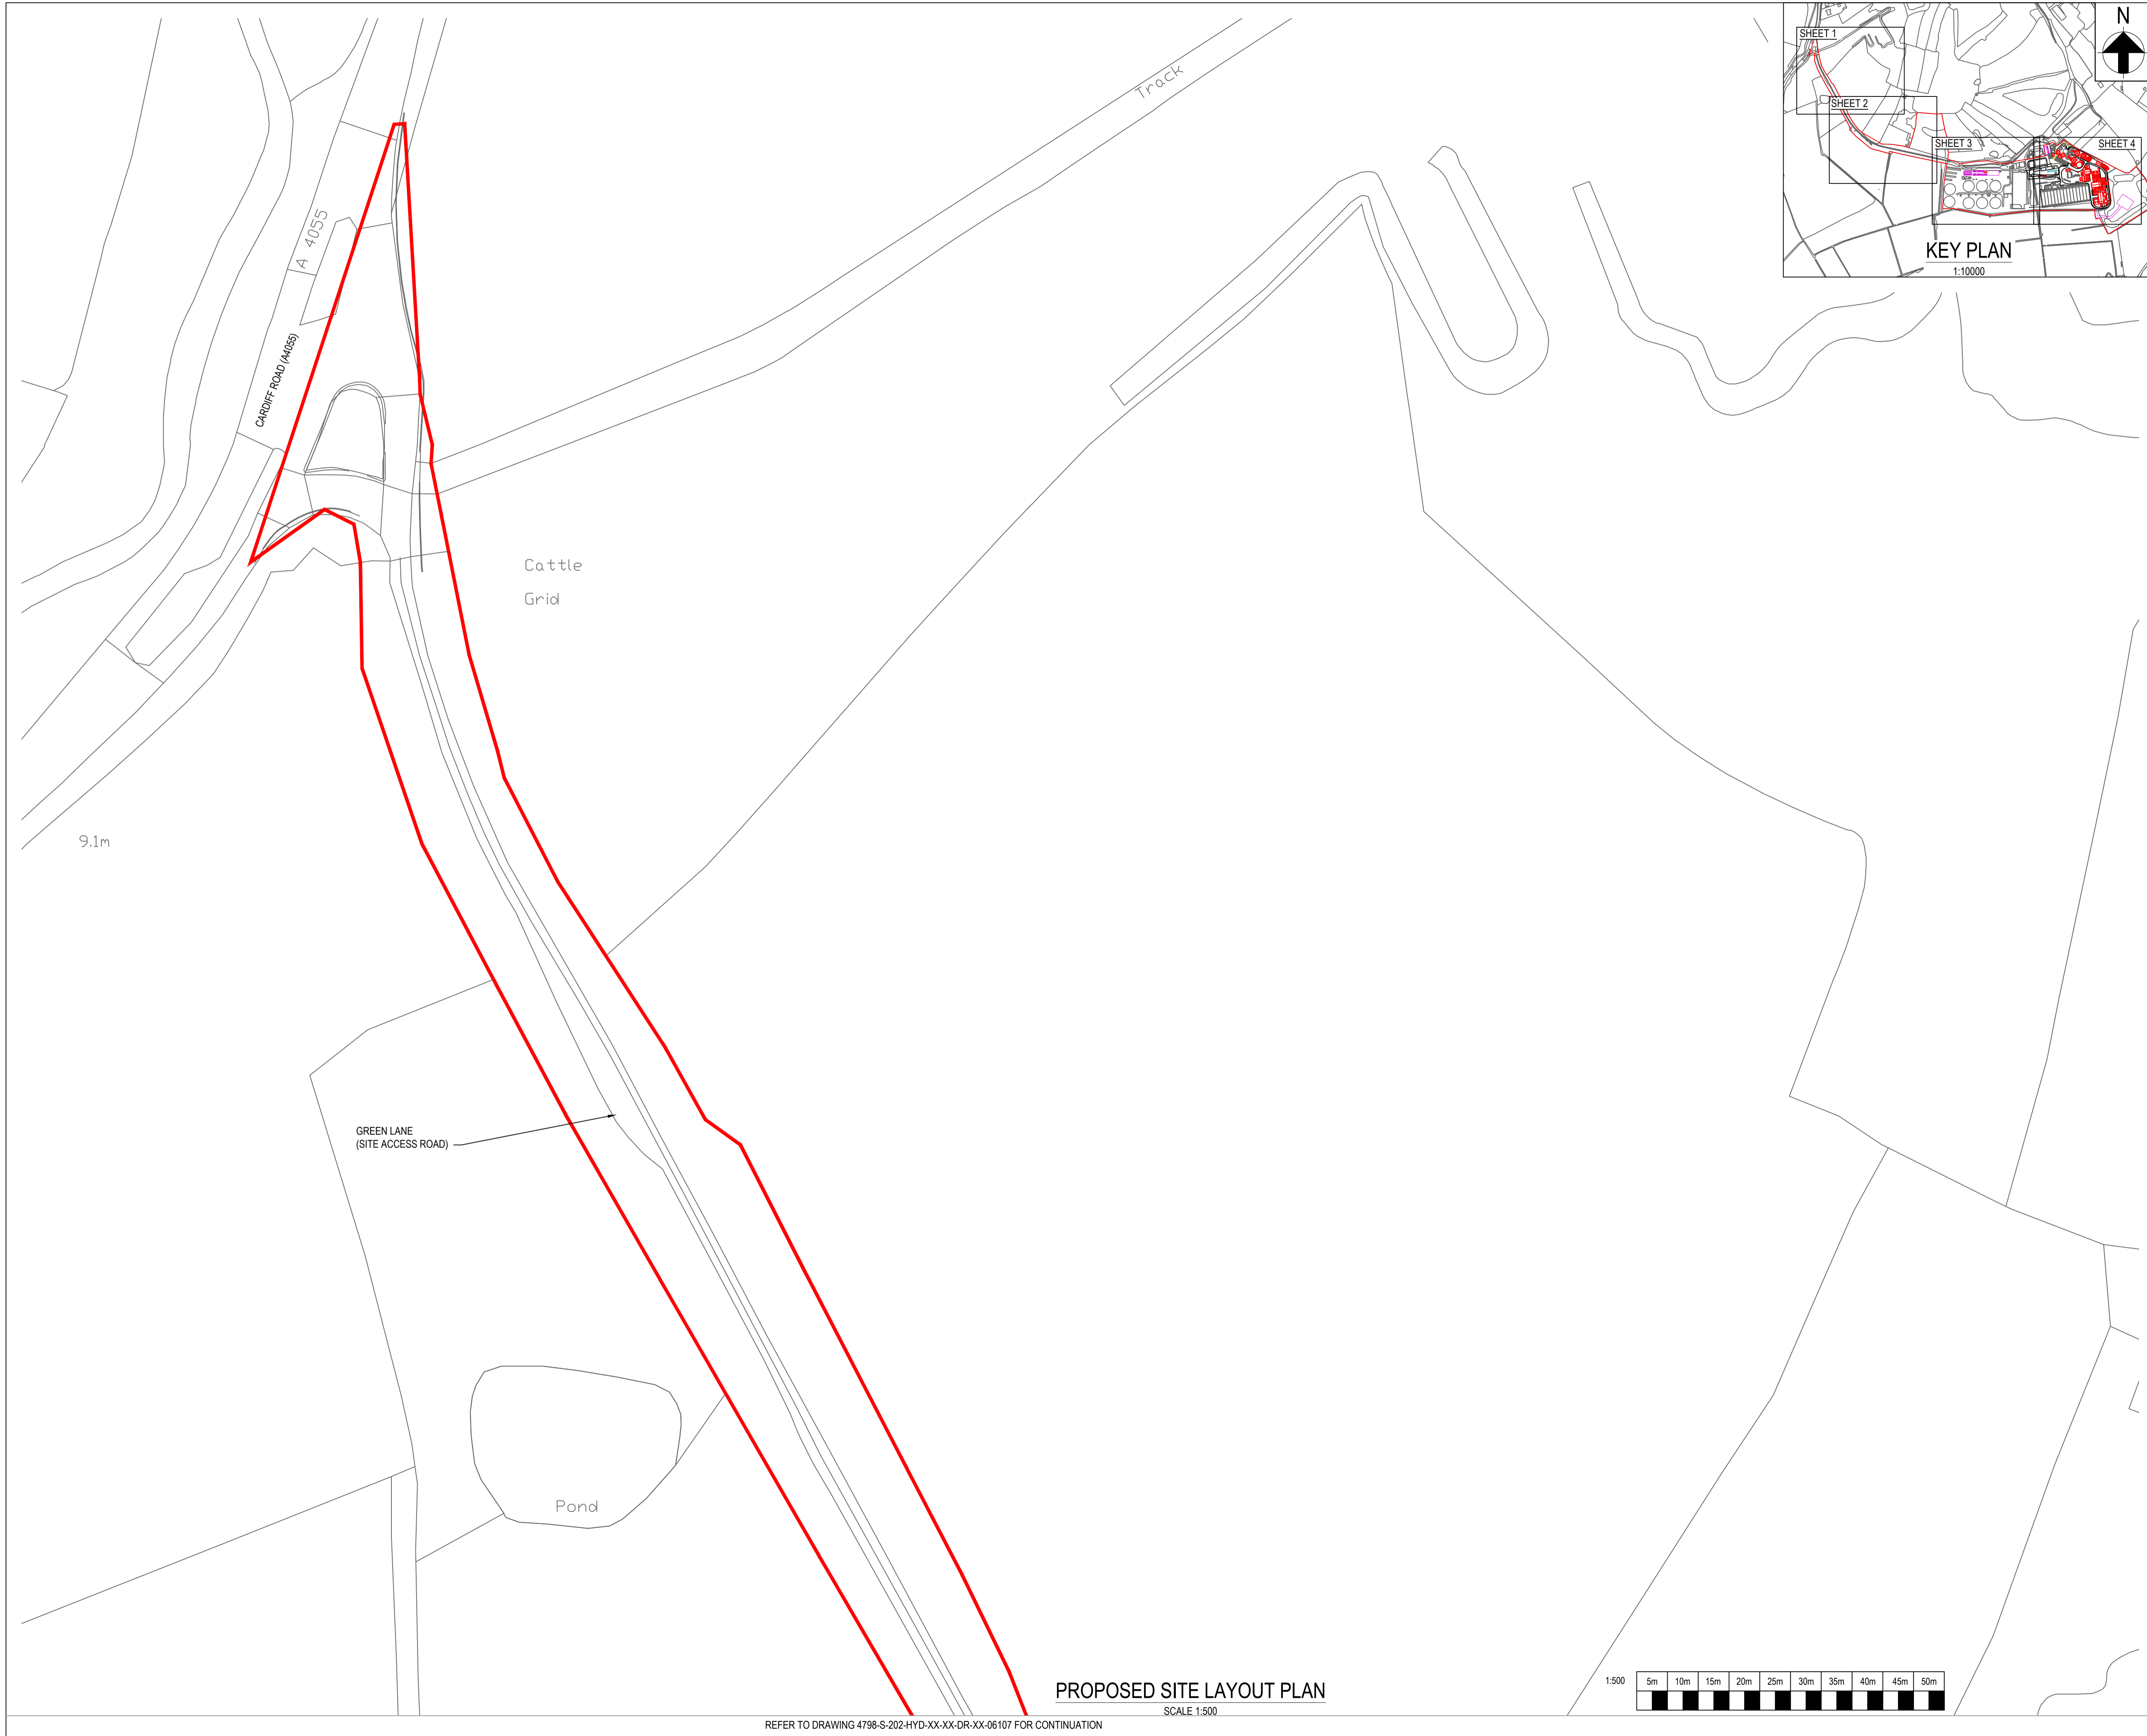 N
SHEET 1
SHEET 2
SHEET 3
SHEET 4
KEY PLAN
1:10000
Track
A 4055
CARDIFF ROAD (A4055)
Cattle
Grid
9.1m
GREEN LANE
(SITE ACCESS ROAD)
Pond
PROPOSED SITE LAYOUT PLAN
SCALE 1:500
1:500 5m 10m 15m 20m 25m 30m 35m 40m 45m 50m
REFER TO DRAWING 4798-S-202-HYD-XX-XX-DR-XX-06107 FOR CONTINUATION